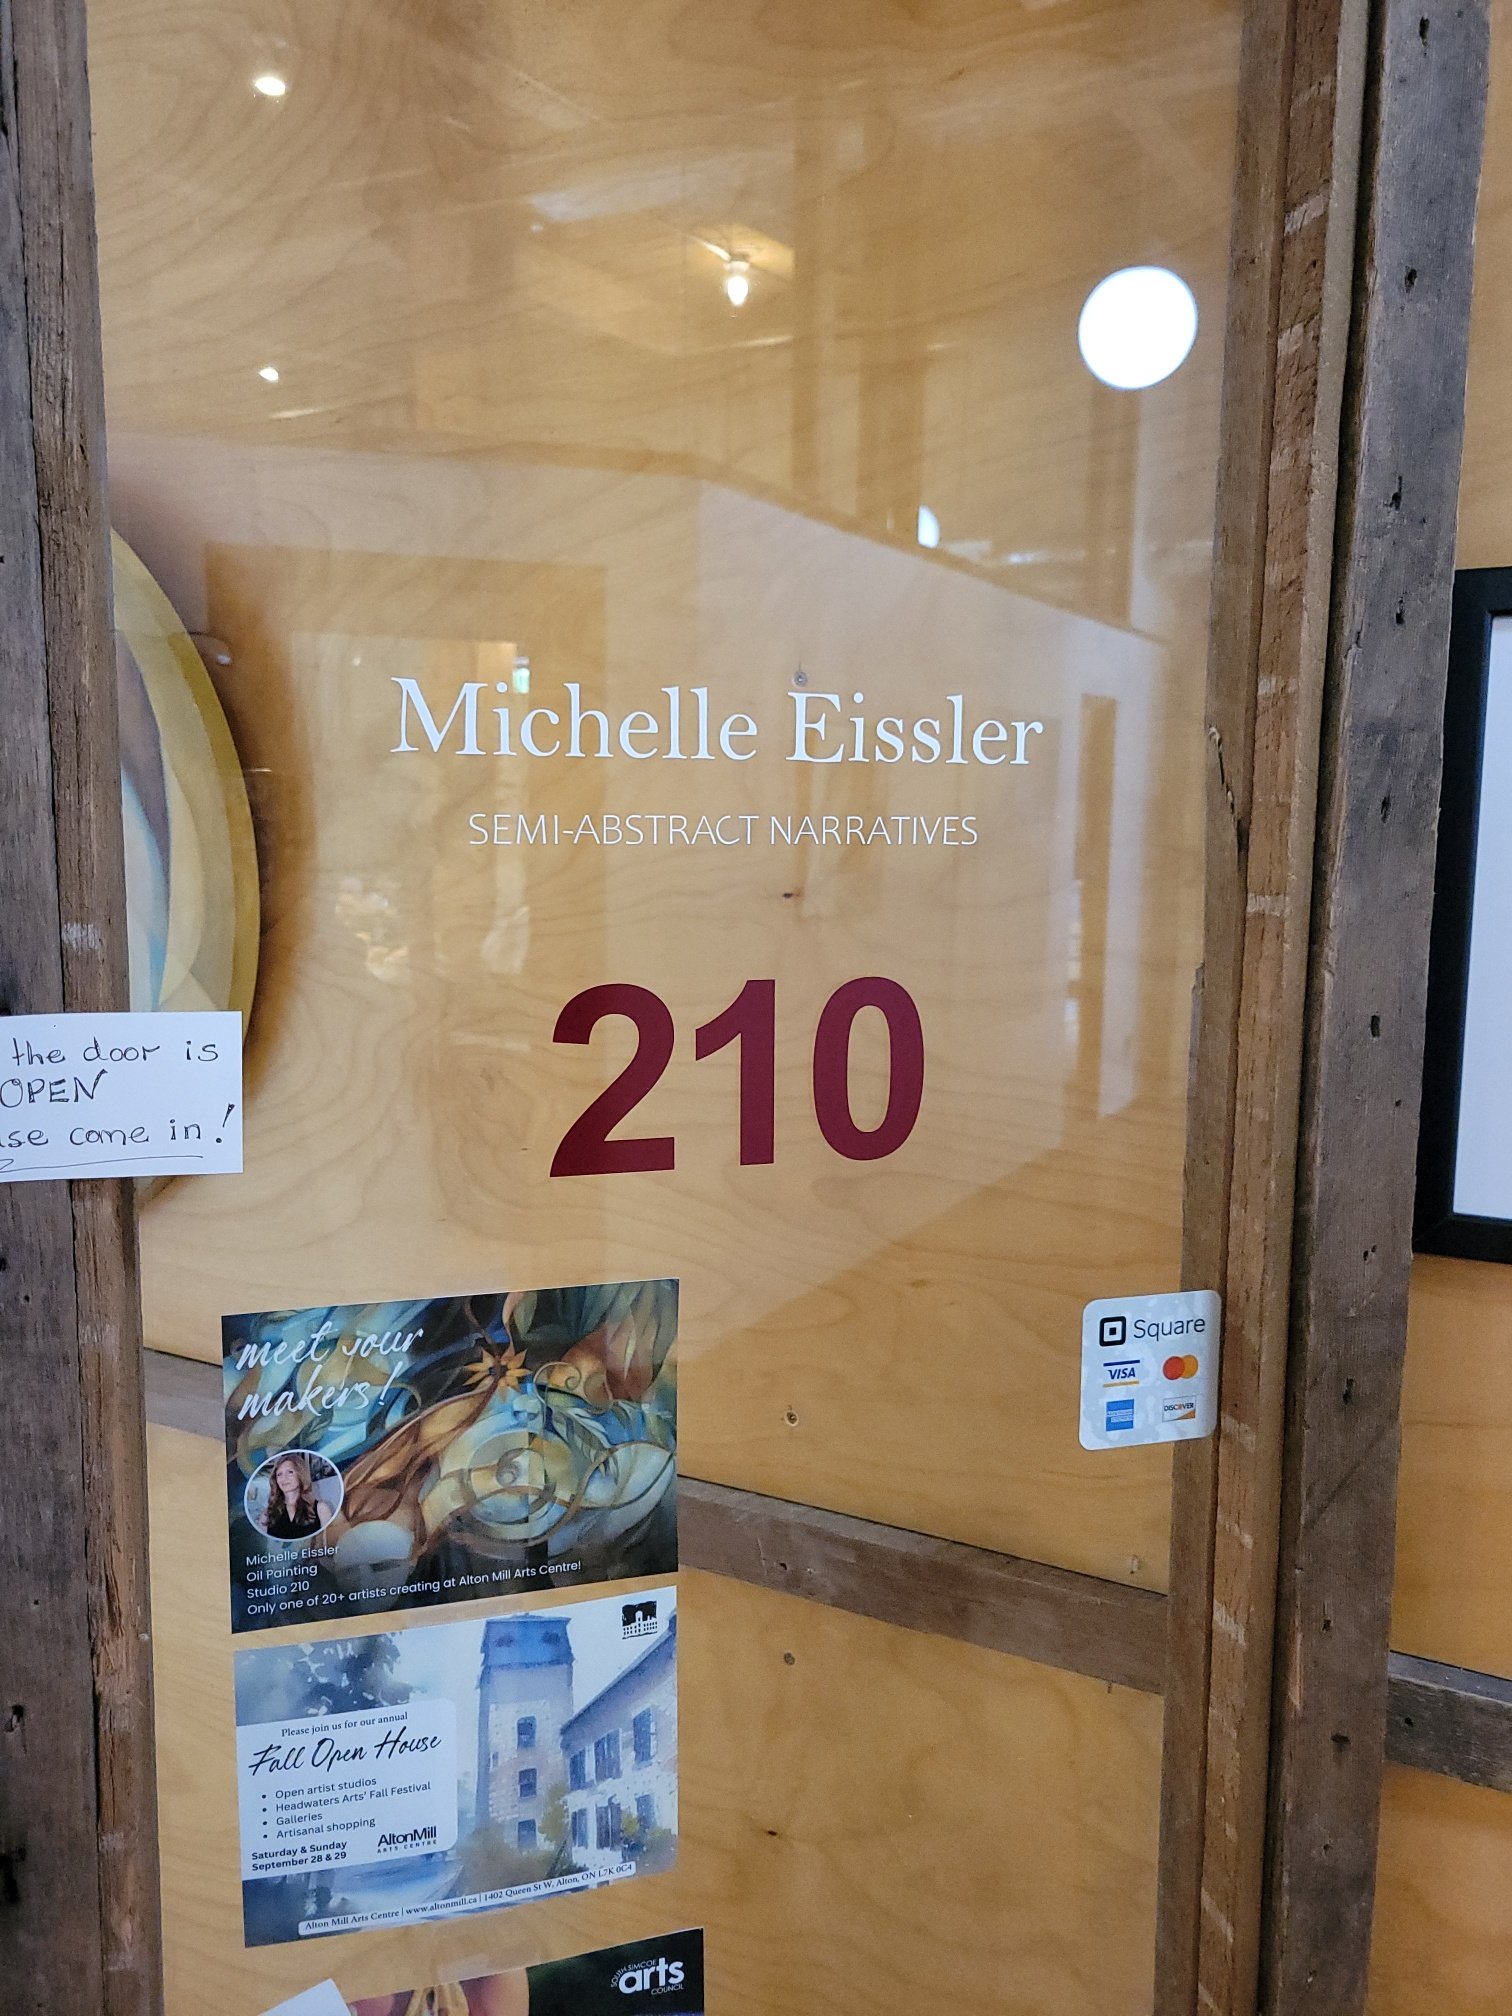 Michelle Eissler
SEMI-ABSTRACT NARRATIVES
210
the door is
OPEN
se come in!
meet your
makers!
Michelle Eissler
Oil Painting
Studio 210
Only one of 20+ artists creating at Alton Mill Arts Centre!
Square
VISA
DISCOVER
Please join us for our annual
Fall Open House
• Open artist studios
• Headwaters Arts' Fall Festival
• Galleries
• Artisanal shopping
Saturday & Sunday
September 28 & 29
AltonMill
ARTS CENTRE
Alton Mill Arts Centre | www.altonmill.ca | 1402 Queen St W, Alton, ON L7K 0C4
SOUTH SIMCOE
arts
COUNCIL